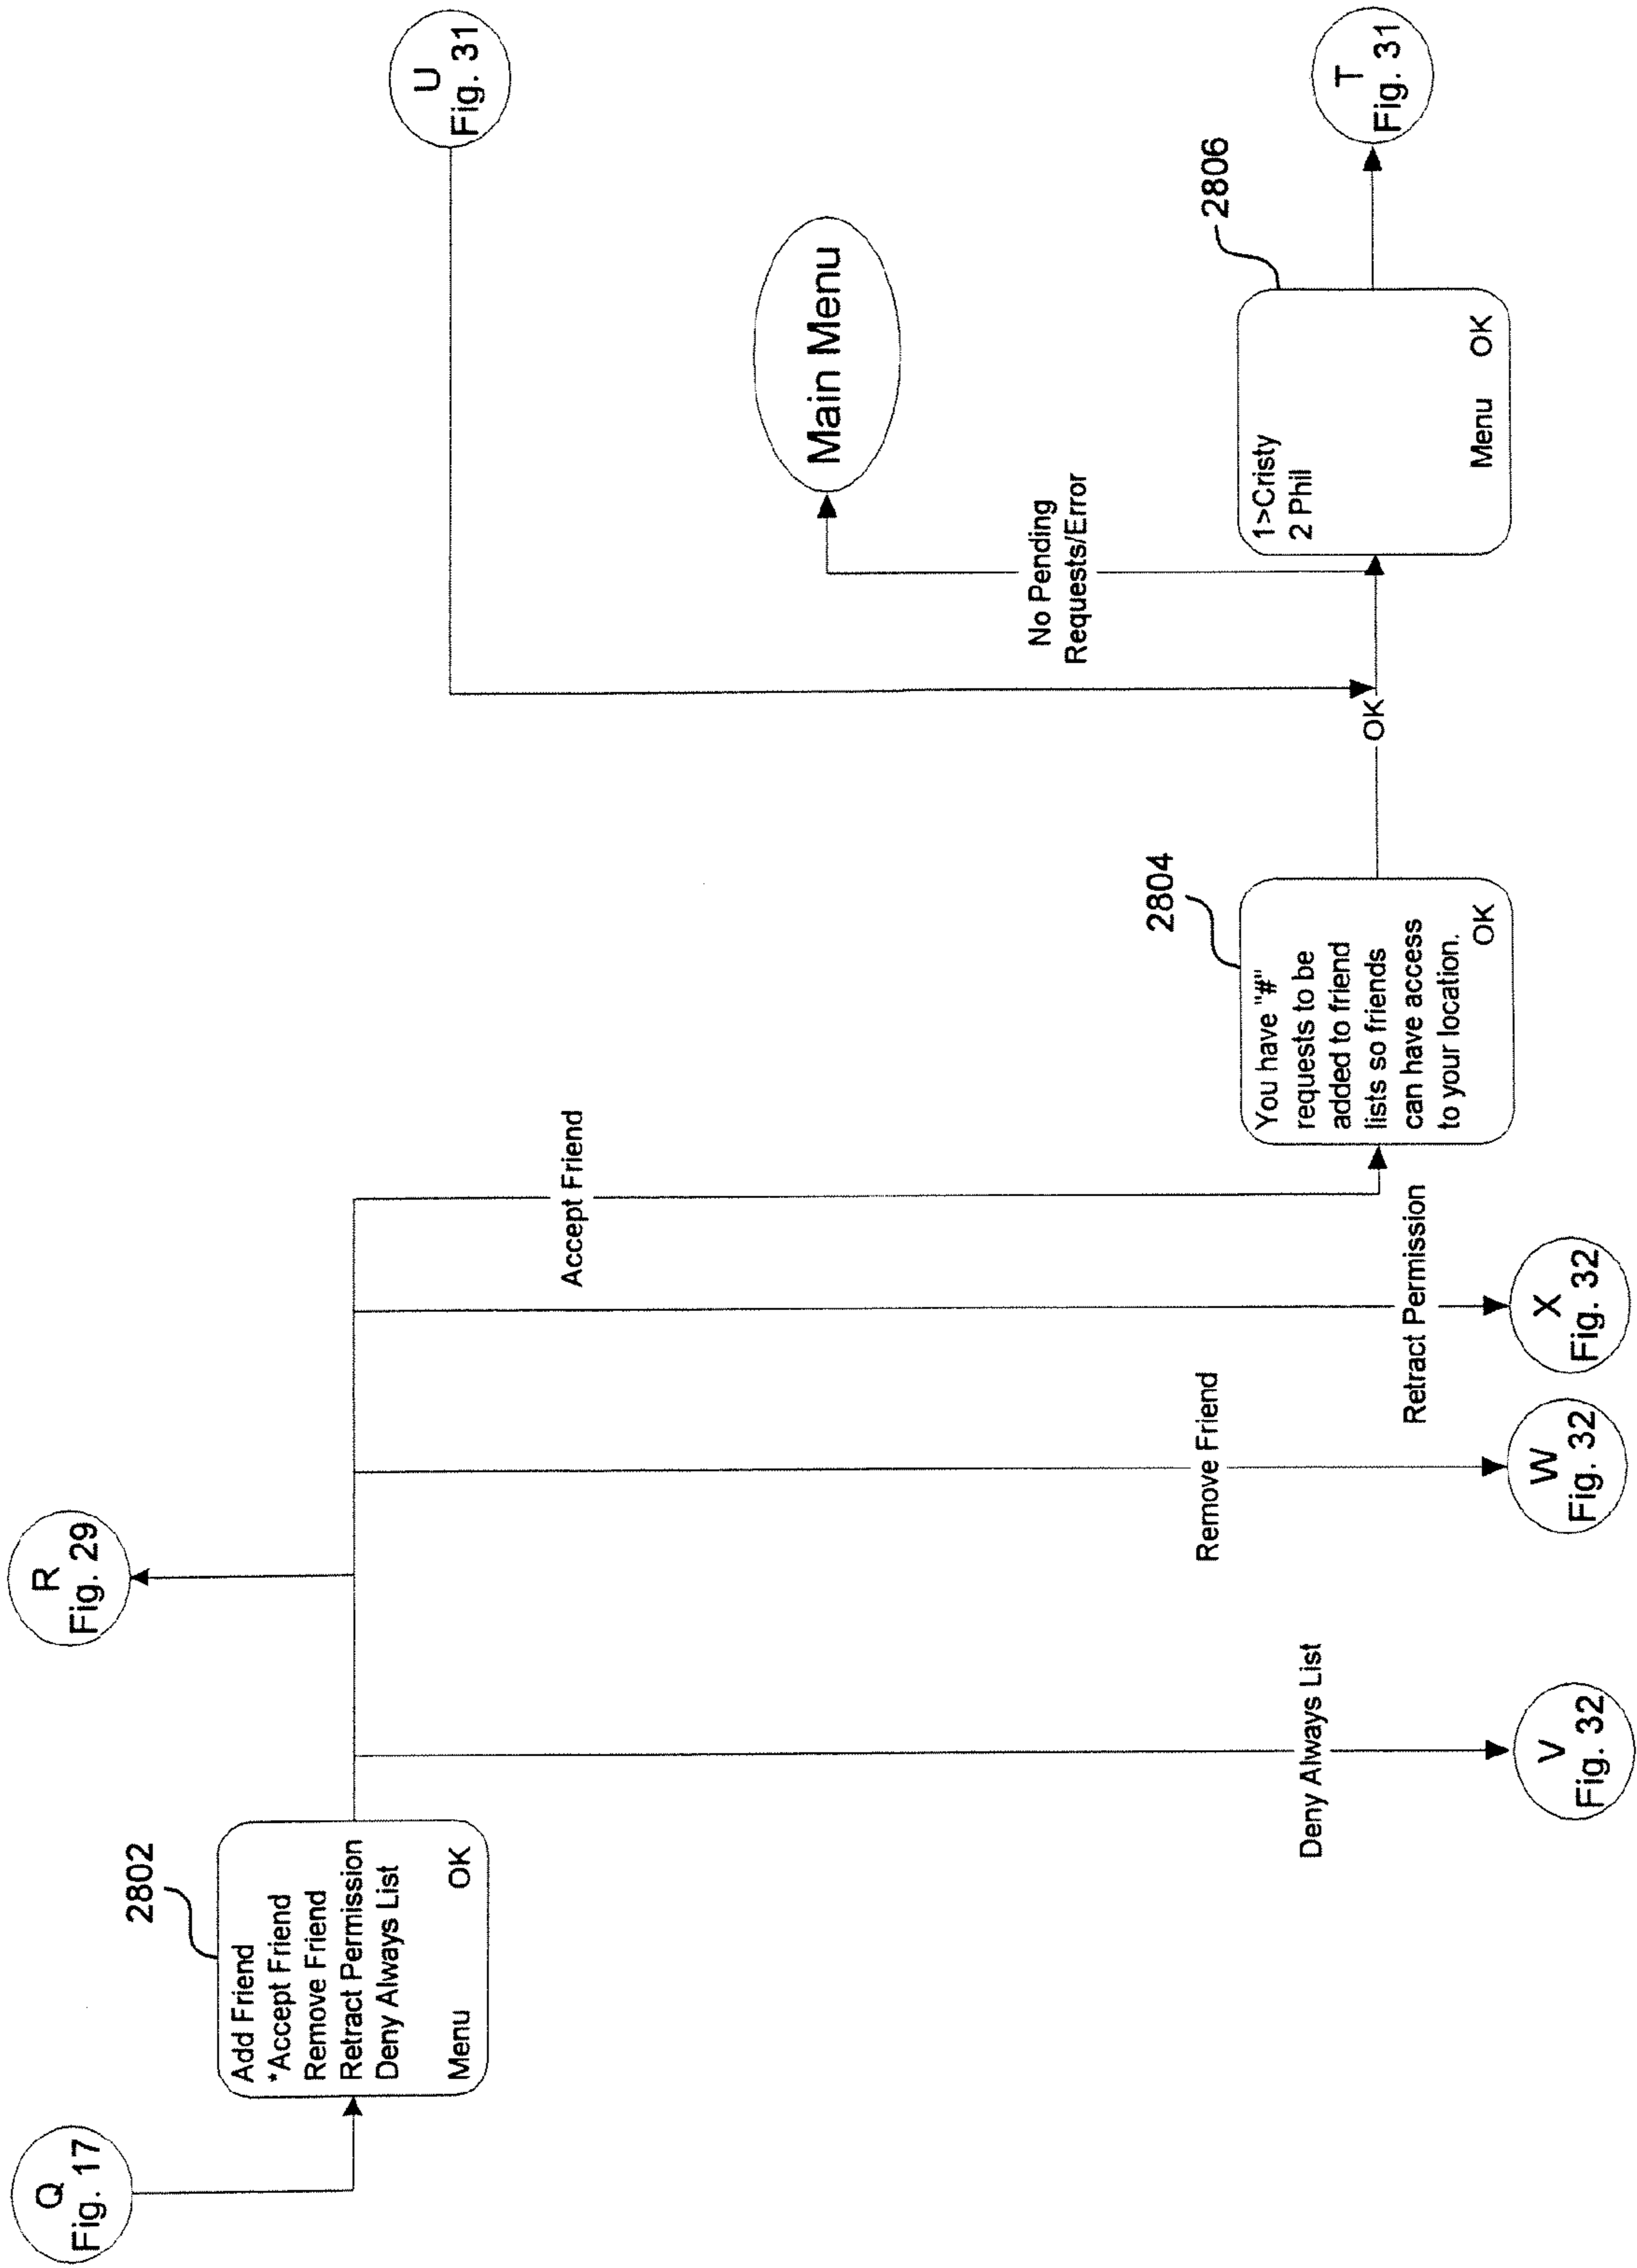 Q
Fig. 17
2802
Add Friend
*Accept Friend
Remove Friend
Retract Permission
Deny Always List
Menu OK
R
Fig. 29
Deny Always List
V
Fig. 32
Remove Friend
W
Fig. 32
Retract Permission
X
Fig. 32
Accept Friend
2804
You have "#"
requests to be
added to friend
lists so friends
can have access
to your location.
OK
OK
U
Fig. 31
No Pending
Requests/Error
Main Menu
2806
1>Cristy
2 Phil
Menu OK
T
Fig. 31